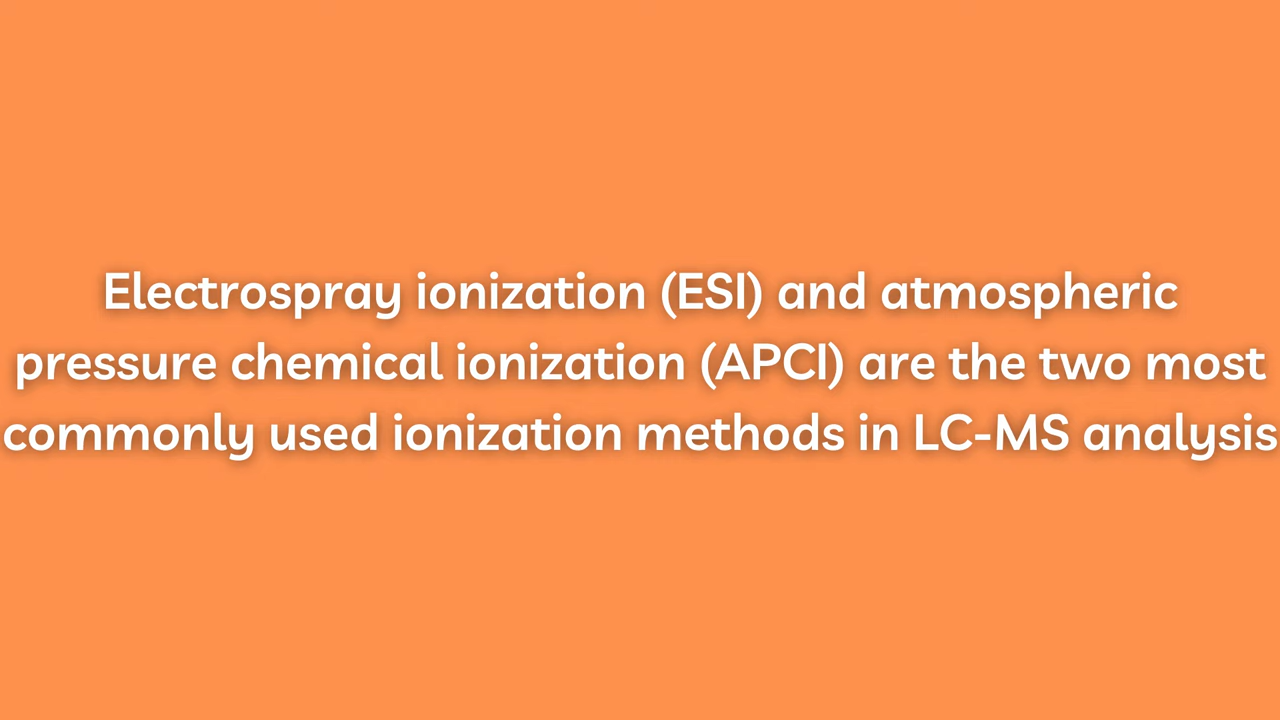 Electrospray ionization (ESI) and atmospheric
pressure chemical ionization (APCI) are the two most
commonly used ionization methods in LC-MS analysis